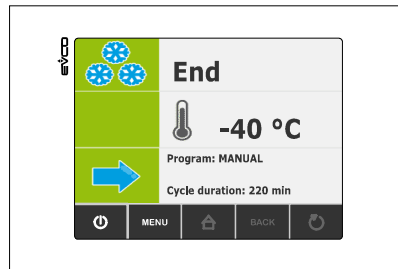 EVCO
End
-40 °C
Program: MANUAL
Cycle duration: 220 min
MENU
BACK